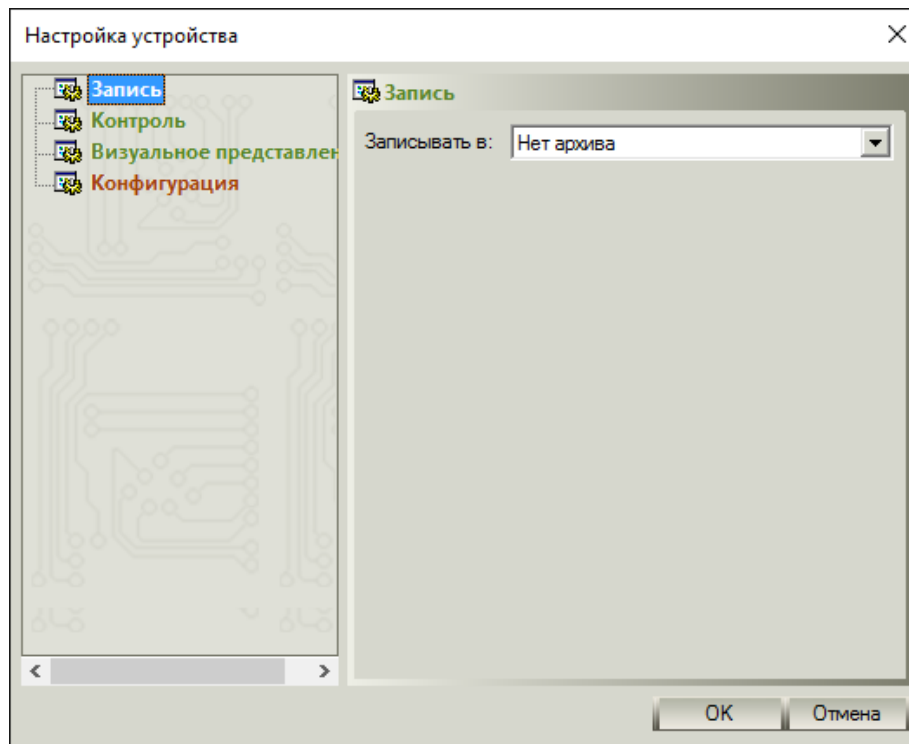 Настройка устройства
Запись
Контроль
Визуальное представлен
Конфигурация
Запись
Записывать в: Нет архива
OK Отмена